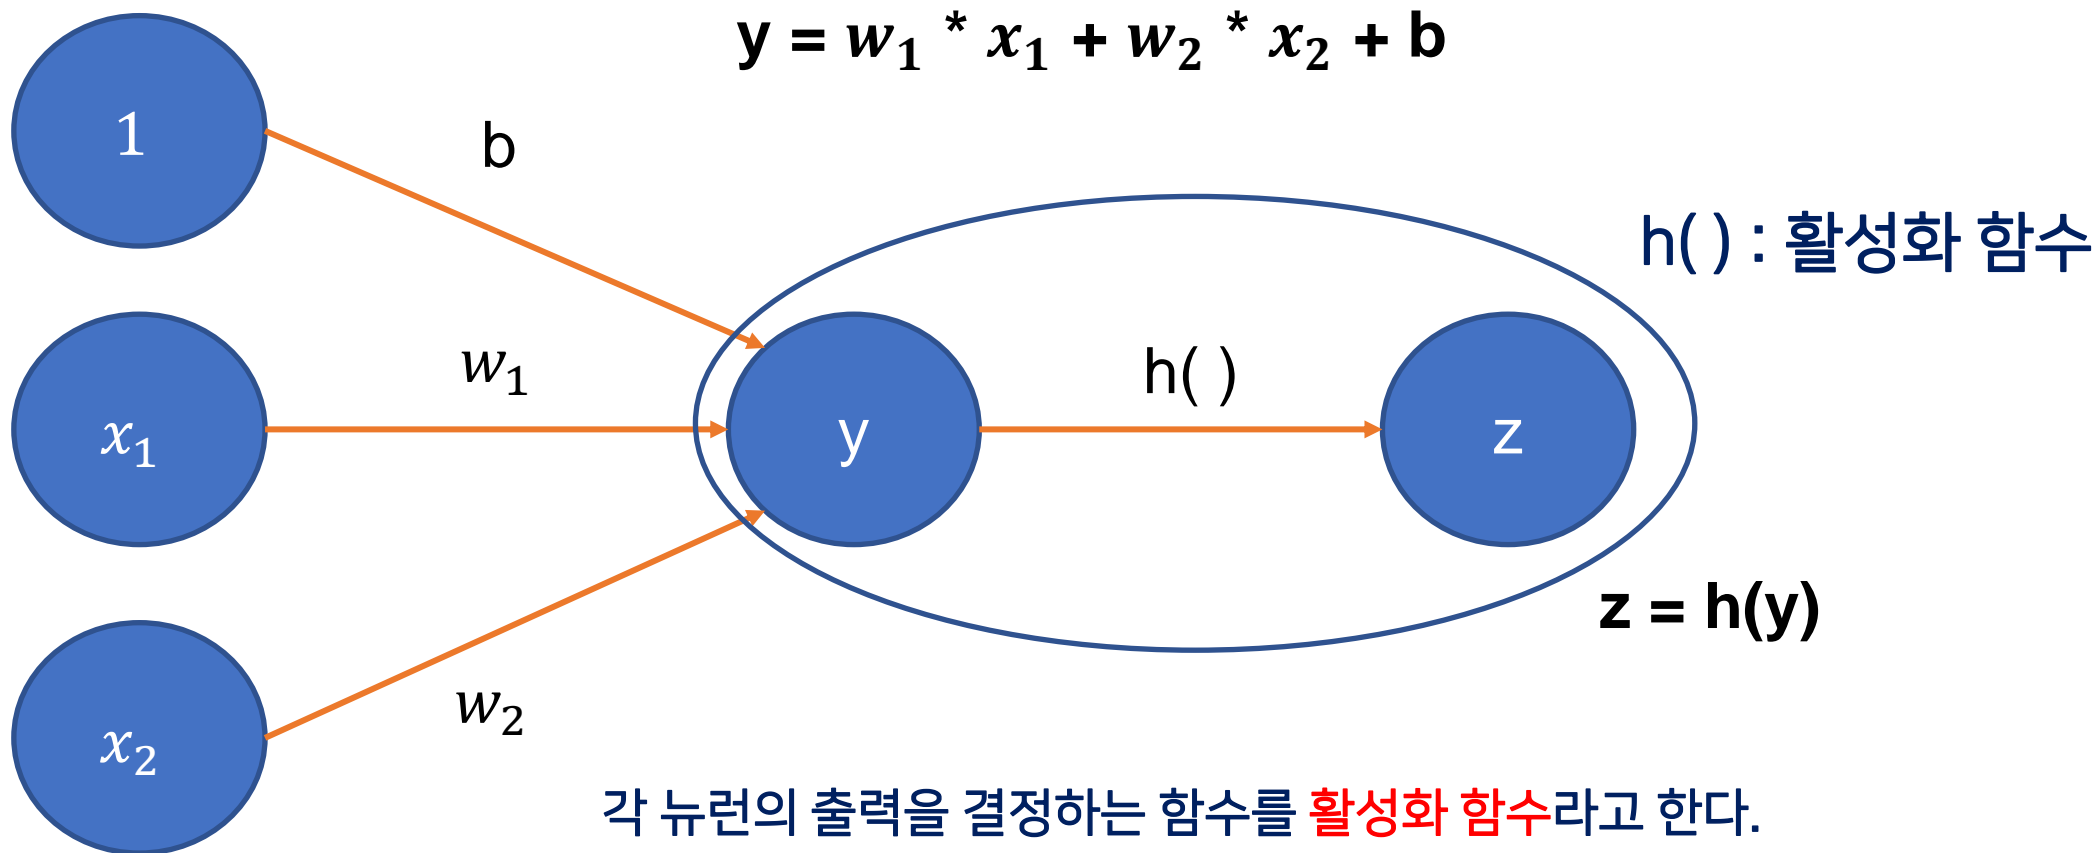 y = w₁ * x₁ + w₂ * x₂ + b
1
b
h( ) : 활성화 함수
w₁
h( )
x₁
y
z
z = h(y)
w₂
x₂
각 뉴런의 출력을 결정하는 함수를 활성화 함수라고 한다.